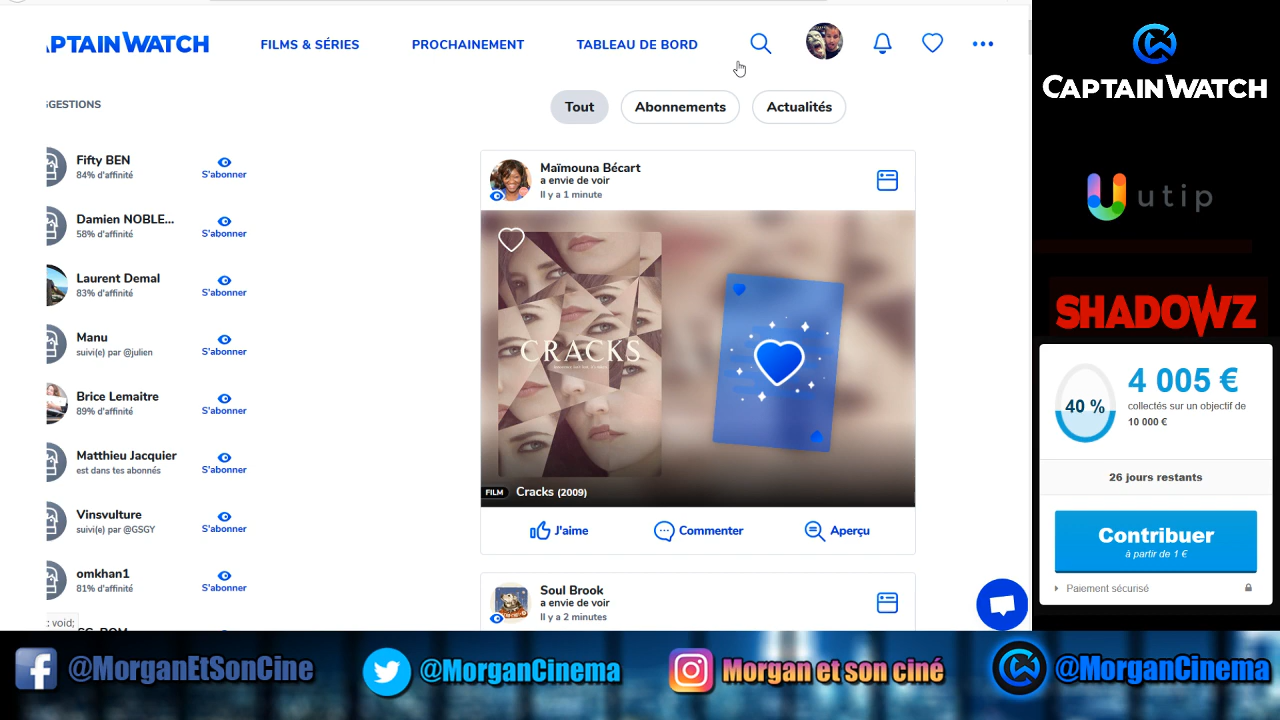 PTAIN WATCH
FILMS & SÉRIES
PROCHAINEMENT
TABLEAU DE BORD
GESTIONS
Tout
Abonnements
Actualités
Fifty BEN
84% d'affinité
S'abonner
Damien NOBLE...
58% d'affinité
S'abonner
Laurent Demal
83% d'affinité
S'abonner
Manu
suivi(e) par @julien
S'abonner
Brice Lemaitre
89% d'affinité
S'abonner
Matthieu Jacquier
est dans tes abonnés
S'abonner
Vinsvulture
suivi(e) par @GSGY
S'abonner
omkhan1
81% d'affinité
S'abonner
: void;
Maïmouna Bécart
a envie de voir
Il y a 1 minute
CRACKS
FILM Cracks (2009)
J'aime
Commenter
Aperçu
Soul Brook
a envie de voir
Il y a 2 minutes
CAPTAINWATCH
utip
SHADOWZ
40 %
4 005 €
collectés sur un objectif de
10 000 €
26 jours restants
Contribuer
à partir de 1 €
Paiement sécurisé
@MorganEtSonCine
@MorganCinema
Morgan et son ciné
@MorganCinema